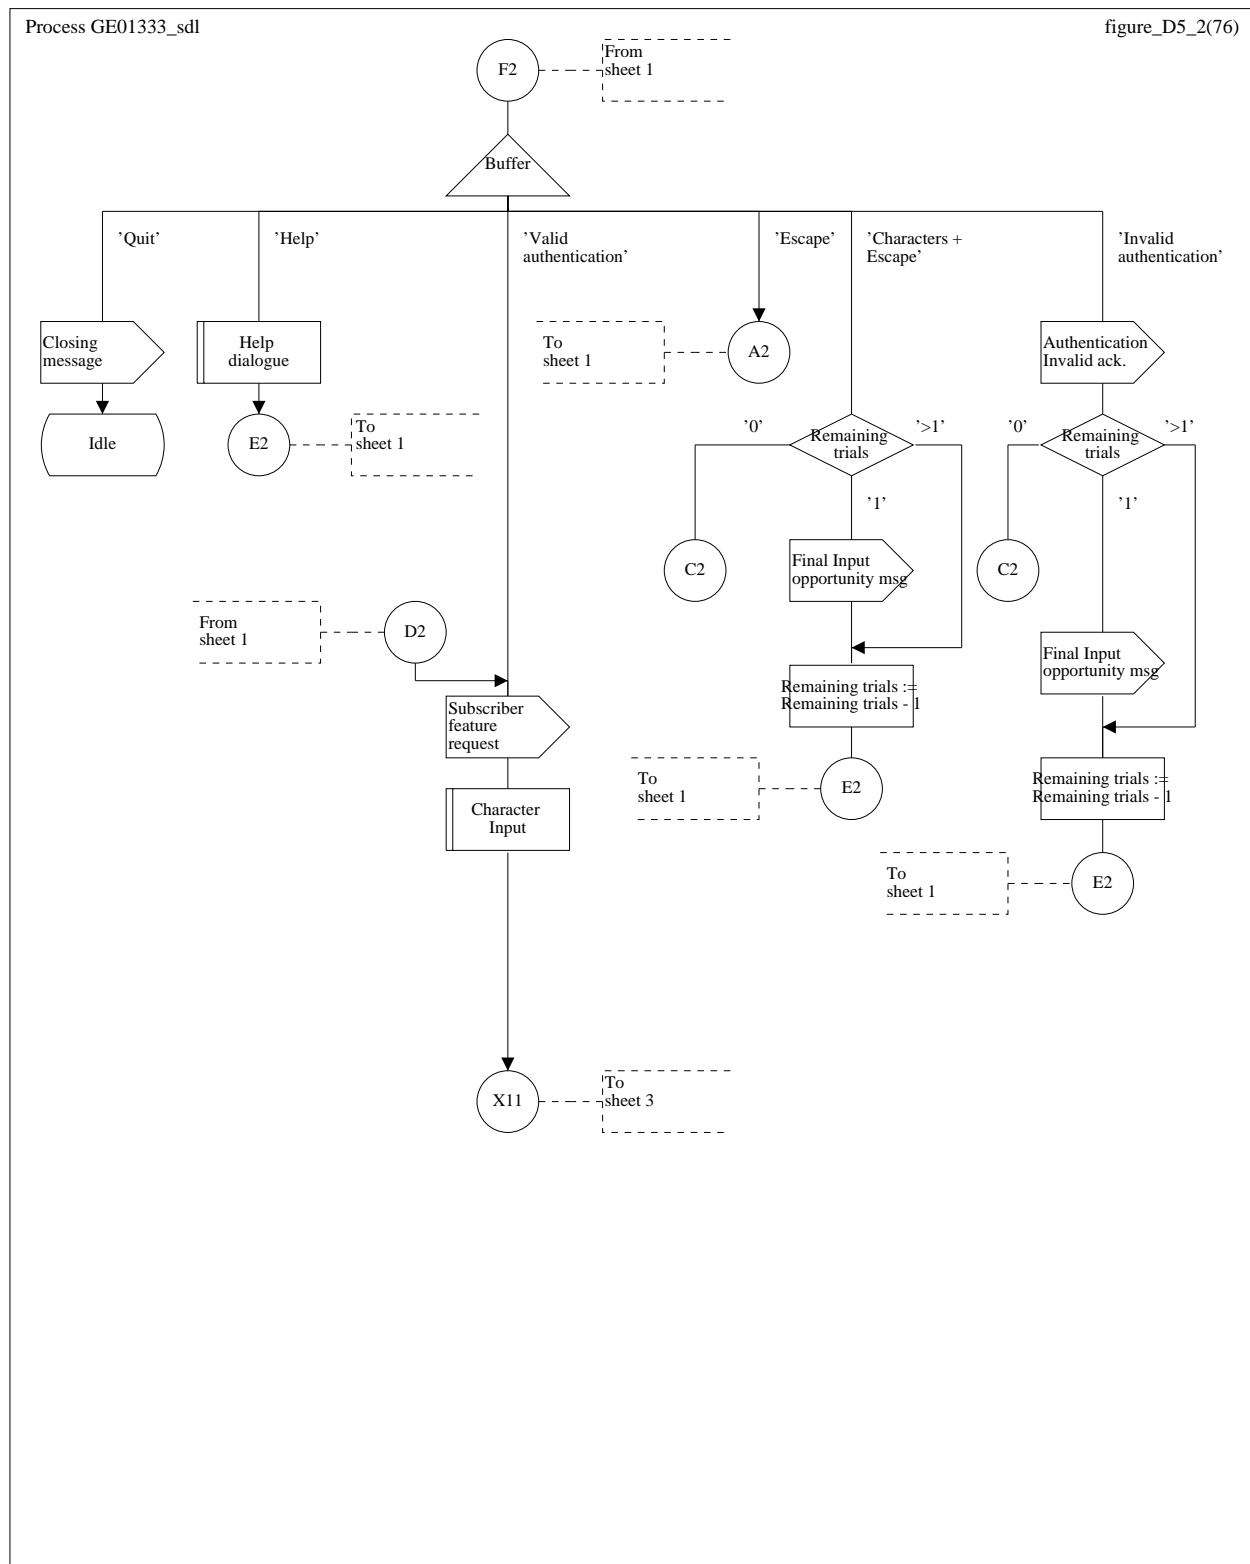 Process GE01333_sdl
figure_D5_2(76)
F2
From
sheet 1
Buffer
’Quit’
’Help’
’Valid
authentication’
’Escape’
’Characters +
Escape’
’Invalid
authentication’
Closing
message
Help
dialogue
To
sheet 1
A2
Authentication
Invalid ack.
Idle
E2
To
sheet 1
’0’
Remaining
trials
’>1’
’0’
Remaining
trials
’>1’
’1’
’1’
C2
Final Input
opportunity msg
C2
From
sheet 1
D2
Final Input
opportunity msg
Subscriber
feature
request
Remaining trials :=
Remaining trials - 1
To
sheet 1
E2
Remaining trials :=
Remaining trials - 1
Character
Input
To
sheet 1
E2
X11
To
sheet 3